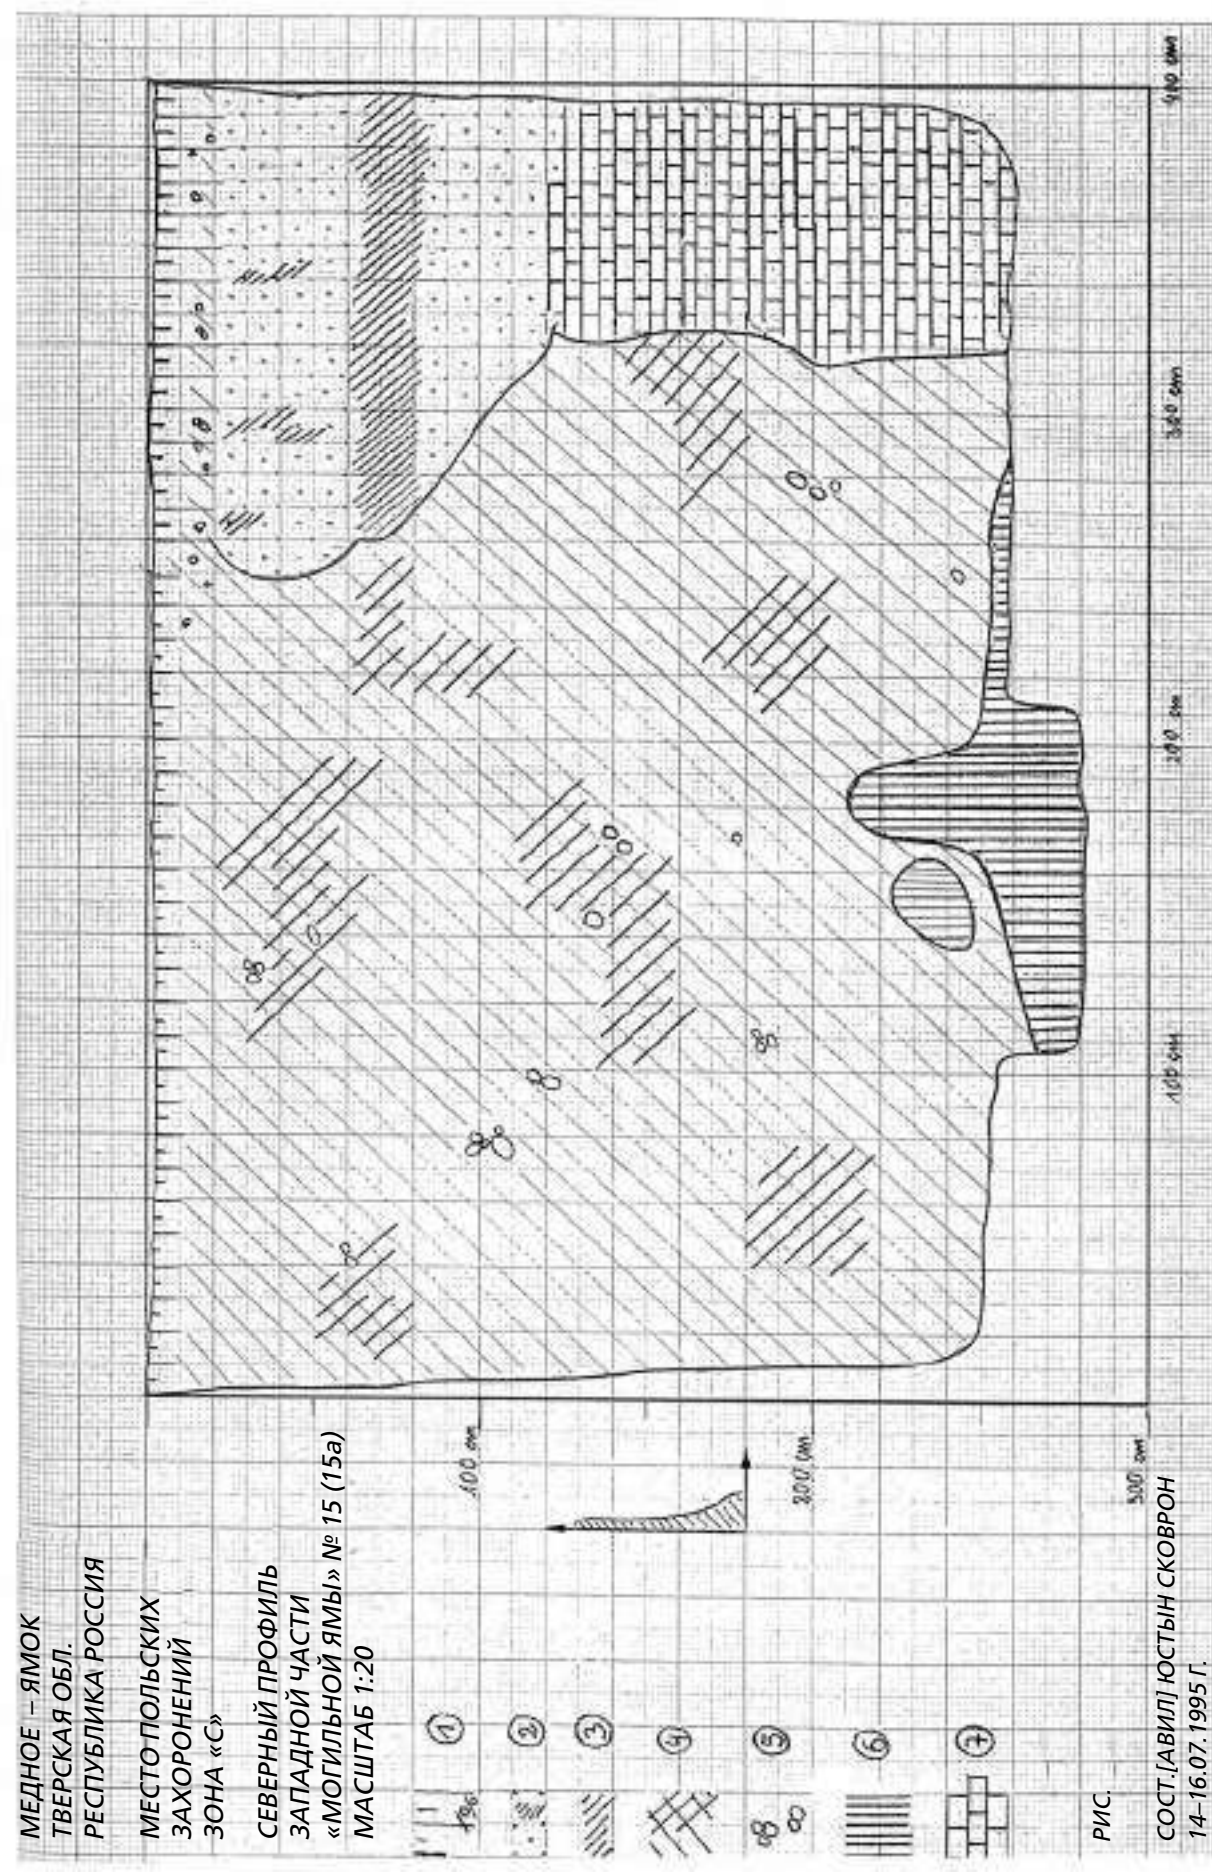 МЕДНОЕ – ЯМОК
ТВЕРСКАЯ ОБЛ.
РЕСПУБЛИКА РОССИЯ
МЕСТО ПОЛЬСКИХ
ЗАХОРОНЕНИЙ
ЗОНА «С»
СЕВЕРНЫЙ ПРОФИЛЬ
ЗАПАДНОЙ ЧАСТИ
«МОГИЛЬНОЙ ЯМЫ» № 15 (15а)
МАСШТАБ 1:20
1
2
3
4
5
6
7
РИС.
СОСТ.[АВИЛ] ЮСТЫН СКОВРОН
14–16.07.1995 Г.
100 cm
200 cm
300 cm
100 cm
200 cm
300 cm
400 cm